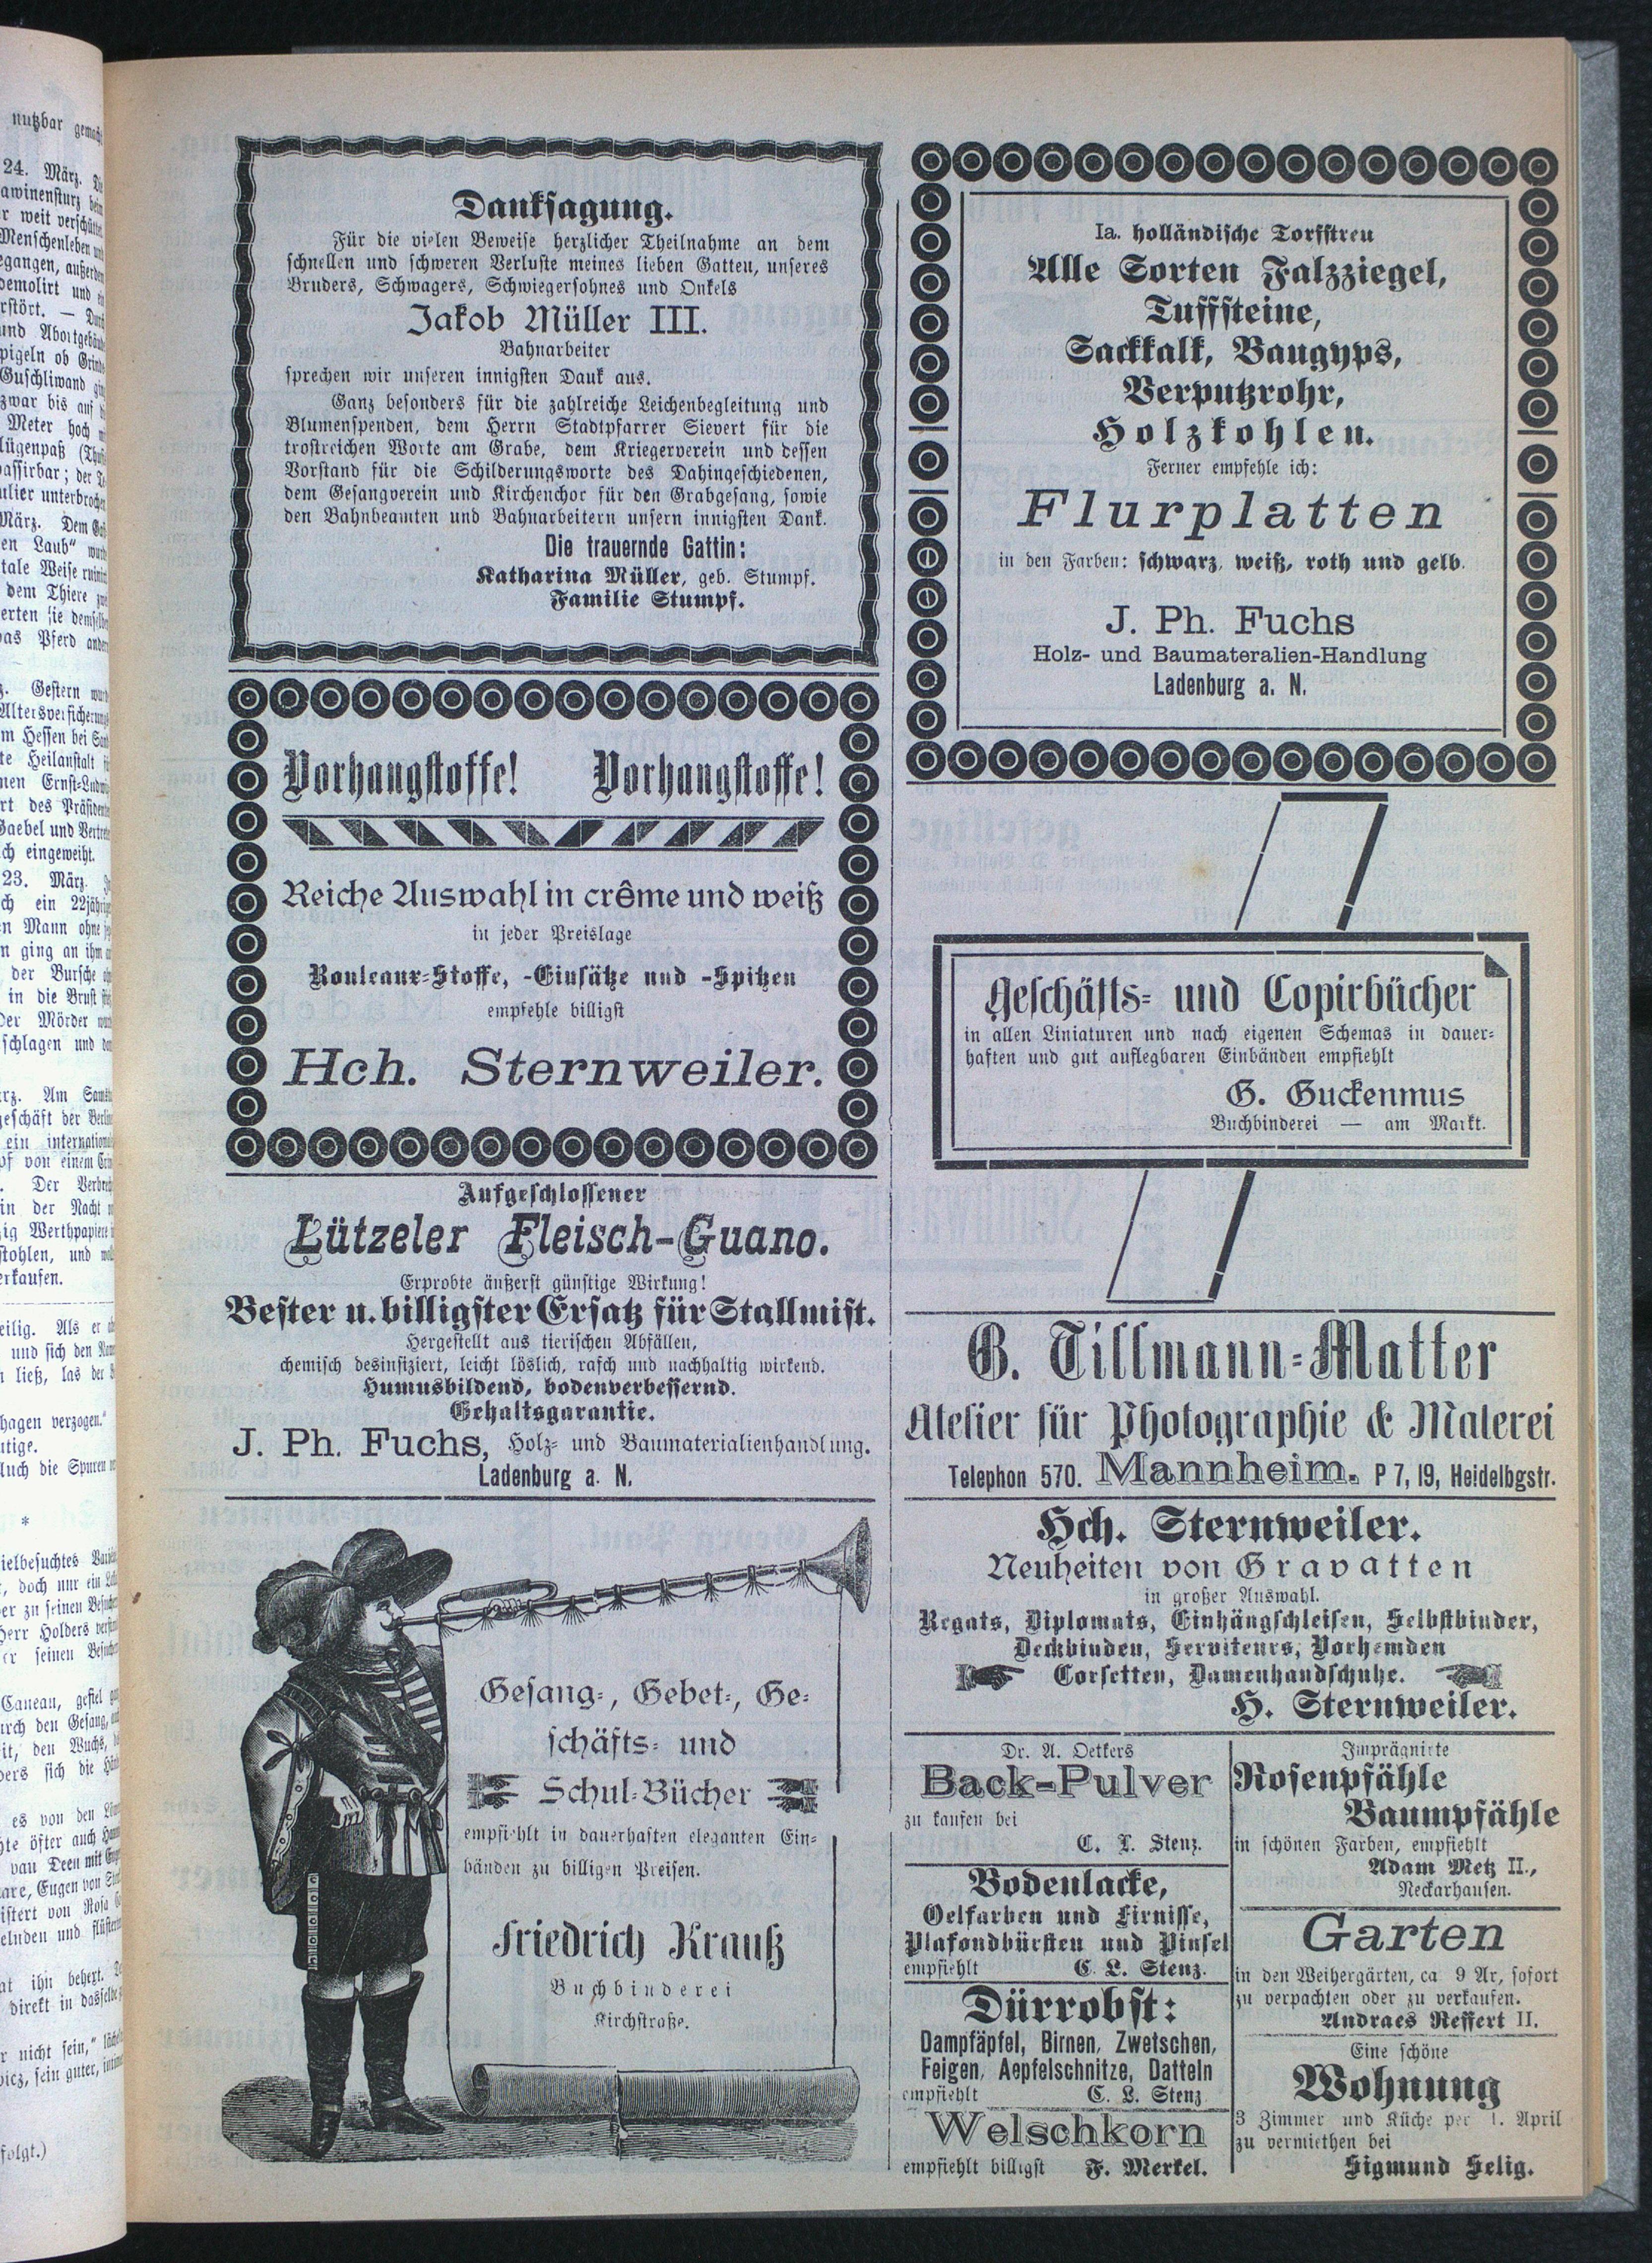 Danksagung.
Für die vielen Beweise herzlicher Theilnahme an dem
schnellen und schweren Verluste meines lieben Gatten, unseres
Bruders, Schwagers, Schwiegersohnes und Onkels
Jakob Müller III.
Bahnarbeiter
sprechen wir unseren innigsten Dank aus.
Ganz besonders für die zahlreiche Leichenbegleitung und
Blumenspenden, dem Herrn Stadtpfarrer Sievert für die
trostreichen Worte am Grabe, dem Kriegerverein und dessen
Vorstand für die Schilderungsworte des Dahingeschiedenen,
dem Gesangverein und Kirchenchor für den Grabgesang, sowie
den Bahnbeamten und Bahnarbeitern unsern innigsten Dank.
Die trauernde Gattin:
Katharina Müller, geb. Stumpf.
Familie Stumpf.
Vorhangstoffe! Vorhangstoffe!
Reiche Auswahl in crême und weiß
in jeder Preislage
Rouleaux-Stoffe, -Einsätze und -Spitzen
empfehle billigst
Hch. Sternweiler.
Aufgeschlossener
Lützeler Fleisch-Guano.
Erprobte äußerst günstige Wirkung!
Bester u. billigster Ersatz für Stallmist.
Hergestellt aus tierischen Abfällen,
chemisch desinfiziert, leicht löslich, rasch und nachhaltig wirkend.
Humusbildend, bodenverbessernd.
Gehaltsgarantie.
J. Ph. Fuchs, Holz- und Baumaterialienhandlung.
Ladenburg a. N.
Gesang-, Gebet-, Ge-
schäfts- und
Schul-Bücher
empfiehlt in dauerhaften eleganten Ein-
bänden zu billigen Preisen.
Friedrich Krauß
Buchbinderei
Kirchstraße.
Ia. holländische Torfstreu
Alle Sorten Falzziegel,
Tuffsteine,
Sackkalk, Baugyps,
Verputzrohr,
Holzkohlen.
Ferner empfehle ich:
Flurplatten
in den Farben: schwarz, weiß, roth und gelb.
J. Ph. Fuchs
Holz- und Baumateralien-Handlung
Ladenburg a. N.
Geschäfts- und Copirbücher
in allen Liniaturen und nach eigenen Schemas in dauer-
haften und gut auflegbaren Einbänden empfiehlt
G. Guckenmus
Buchbinderei — am Markt.
G. Tillmann-Matter
Atelier für Photographie & Malerei
Telephon 570. Mannheim. P 7, 19, Heidelbgstr.
Hch. Sternweiler.
Neuheiten von Gravatten
in großer Auswahl.
Regats, Diplomats, Einhängschleifen, Selbstbinder,
Deckbinden, Serviteurs, Vorhemden
Corsetten, Damenhandschuhe.
H. Sternweiler.
Dr. A. Oetkers
Back-Pulver
zu kaufen bei
C. L. Stenz.
Bodenlacke,
Oelfarben und Firnisse,
Plafondbürsten und Pinsel
empfiehlt C. L. Stenz.
Dürrobst:
Dampfäpfel, Birnen, Zwetschen,
Feigen, Aepfelschnitze, Datteln
empfiehlt C. L. Stenz
Welschkorn
empfiehlt billigst F. Merkel.
Imprägnirte
Rosenpfähle
Baumpfähle
in schönen Farben, empfiehlt
Adam Metz II.,
Neckarhausen.
Garten
in den Weihergärten, ca 9 Ar, sofort
zu verpachten oder zu verkaufen.
Andraes Reffert II.
Eine schöne
Wohnung
3 Zimmer und Küche per 1. April
zu vermiethen bei
Sigmund Selig.